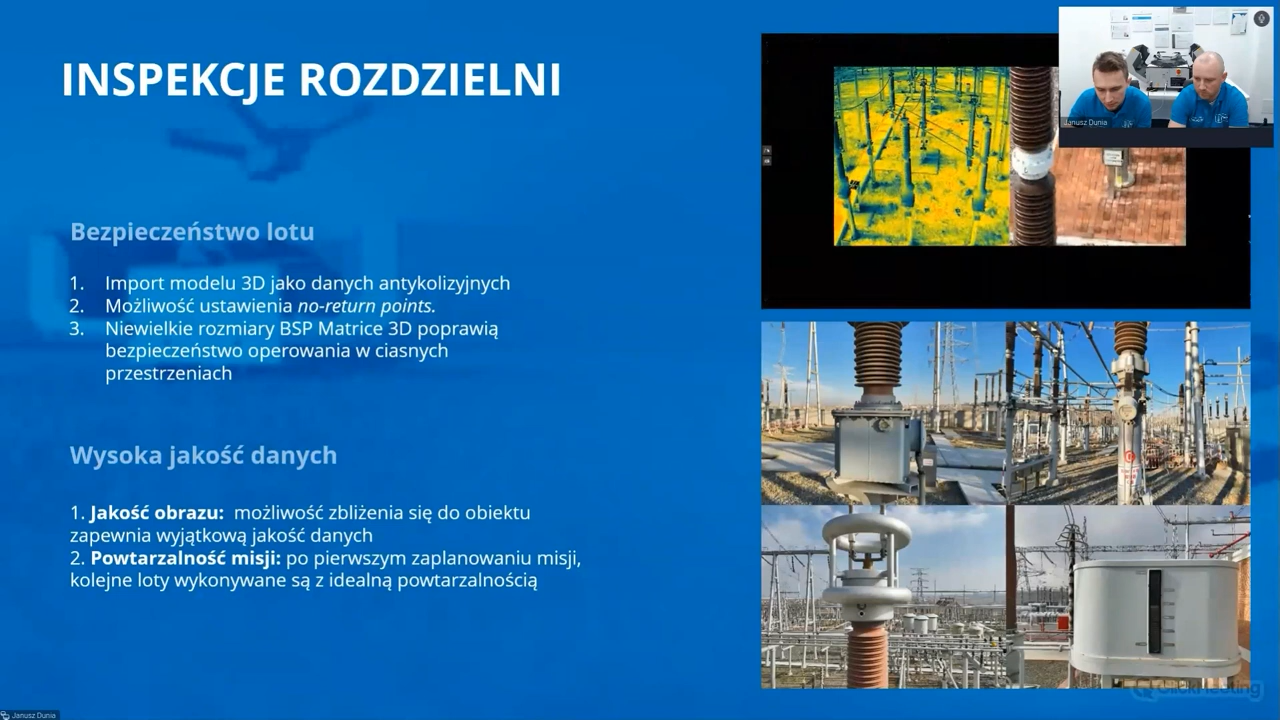 INSPEKCJE ROZDZIELNI
Janusz Dunia
Bezpieczeństwo lotu
1. Import modelu 3D jako danych antykolizyjnych
2. Możliwość ustawienia no-return points.
3. Niewielkie rozmiary BSP Matrice 3D poprawią
bezpieczeństwo operowania w ciasnych
przestrzeniach
Wysoka jakość danych
1. Jakość obrazu:  możliwość zbliżenia się do obiektu
zapewnia wyjątkową jakość danych
2. Powtarzalność misji: po pierwszym zaplanowaniu misji,
kolejne loty wykonywane są z idealną powtarzalnością
ClickMeeting
Janusz Dunia